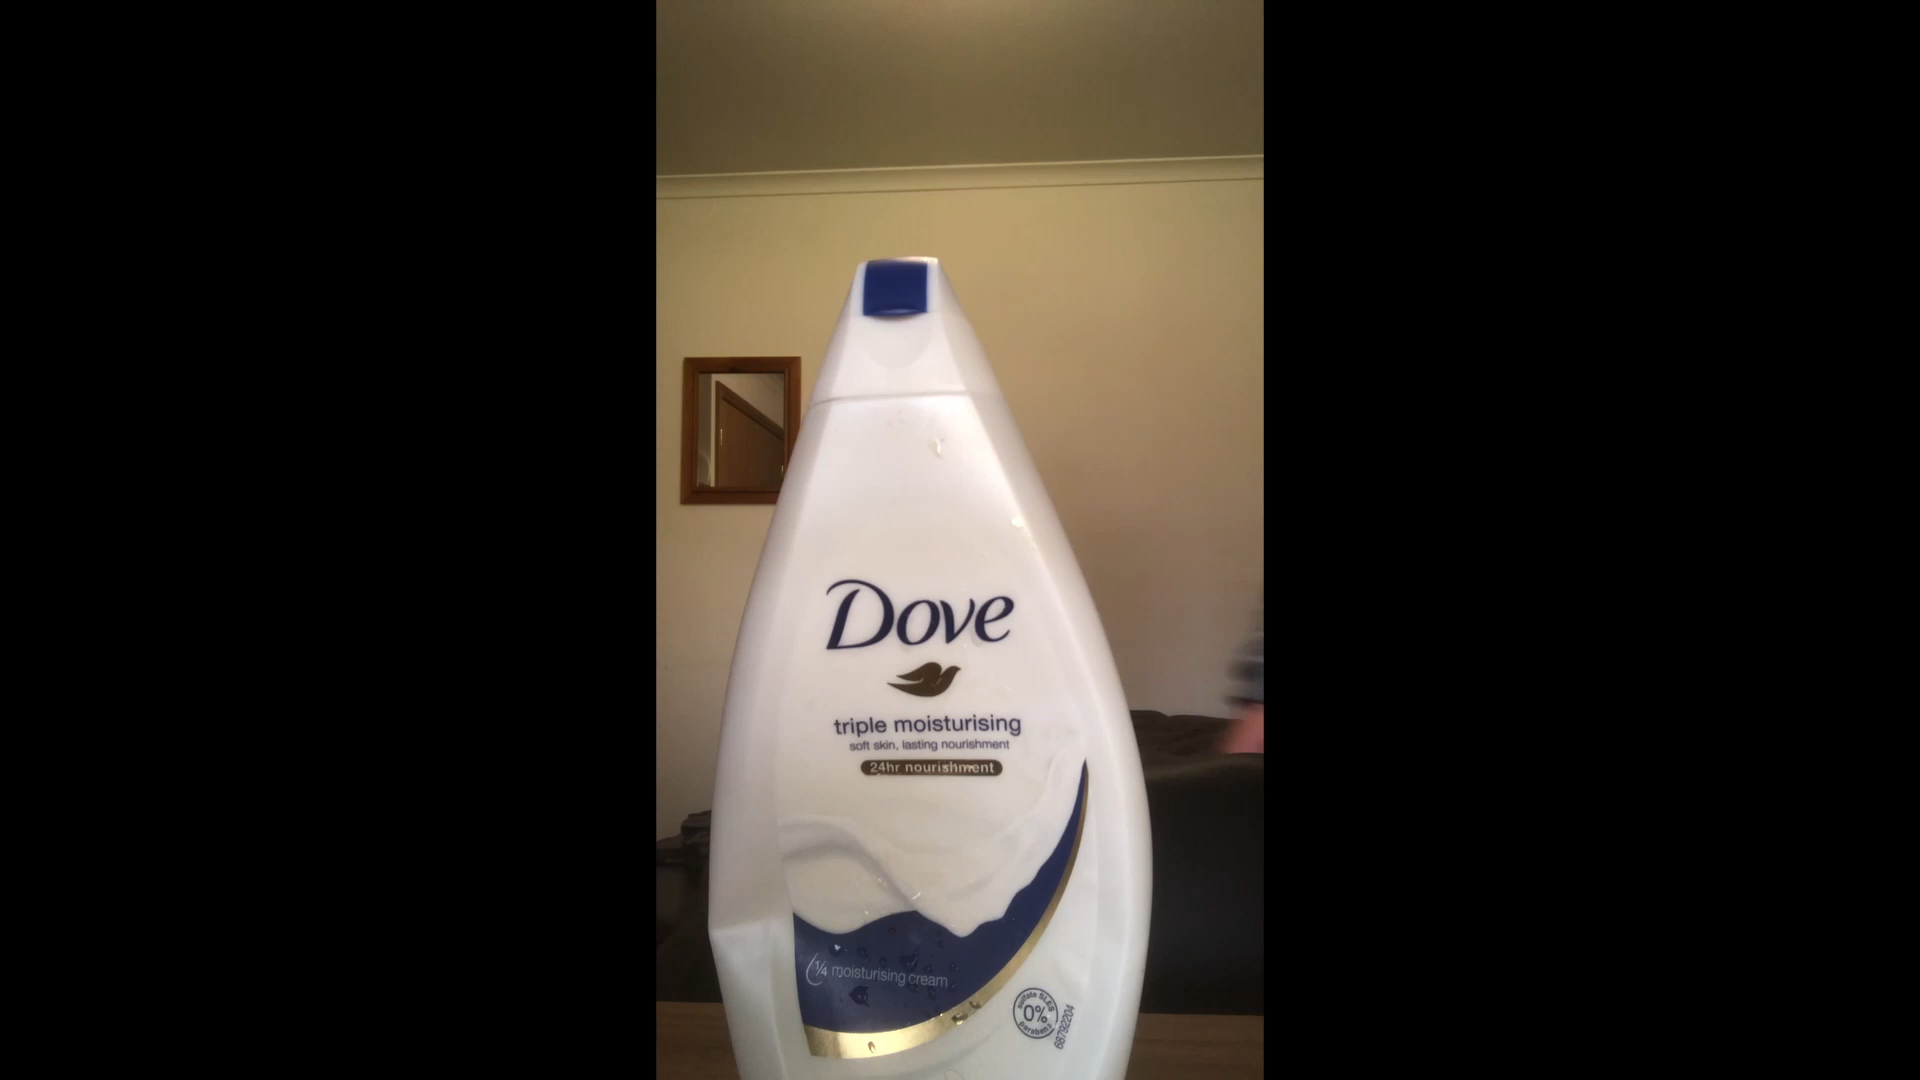 Dove
triple moisturising
soft skin, lasting nourishment
24hr nourishment
1/4 moisturising cream
sulfate SLES
0%
parabens
68792204